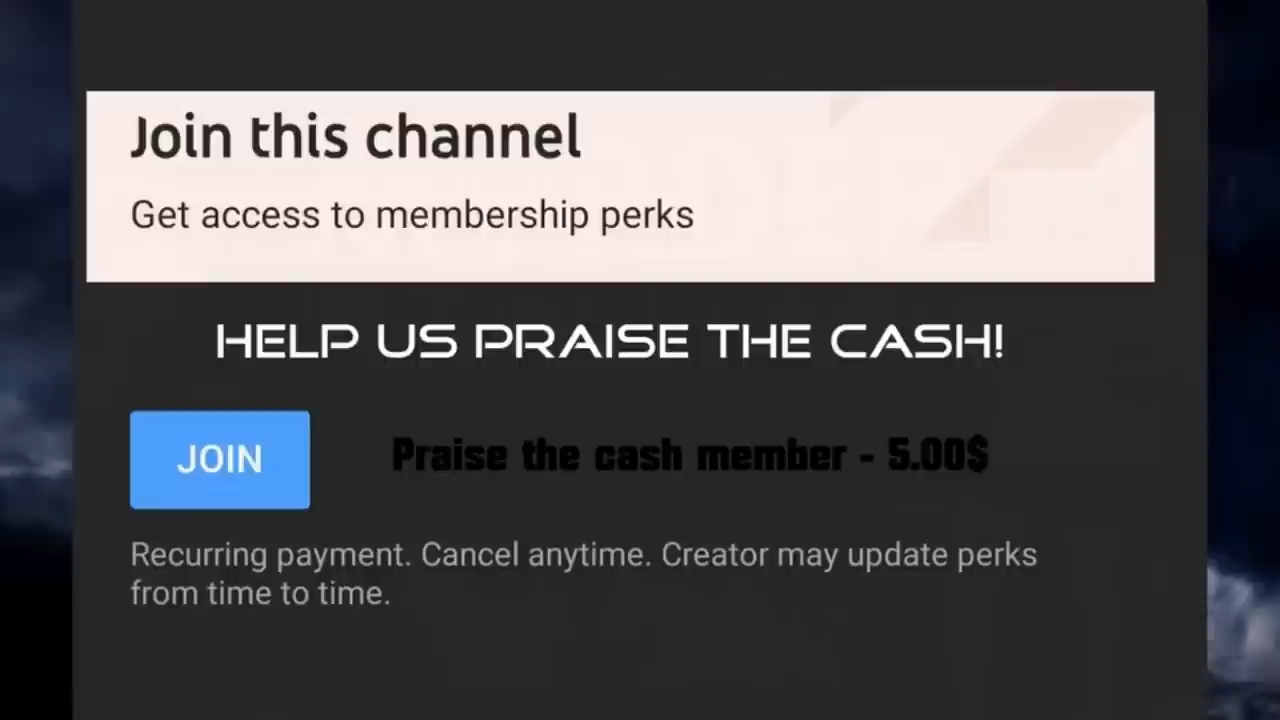 Join this channel
Get access to membership perks
HELP US PRAISE THE CASH!
JOIN
Praise the cash member - 5.00$
Recurring payment. Cancel anytime. Creator may update perks
from time to time.